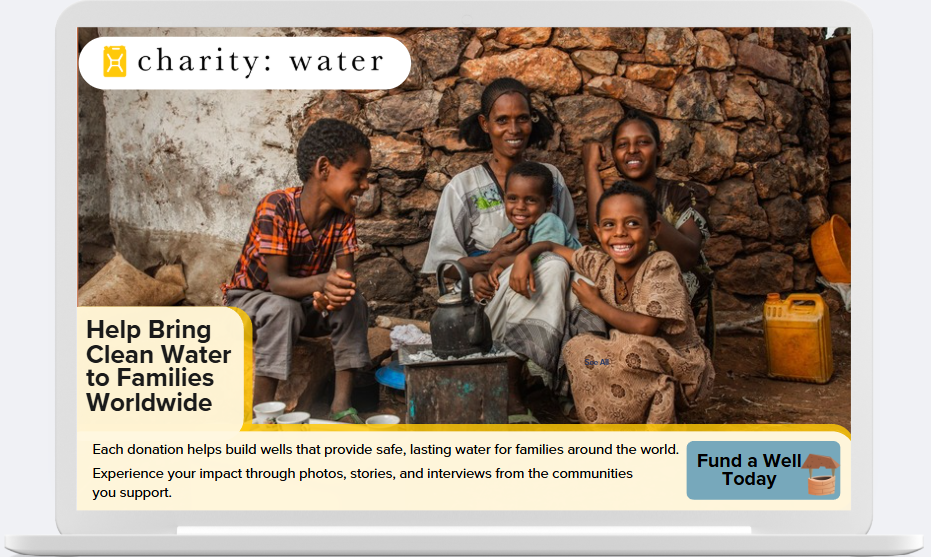 charity: water
Help Bring
Clean Water
to Families
Worldwide
Each donation helps build wells that provide safe, lasting water for families around the world.
Experience your impact through photos, stories, and interviews from the communities
you support.
Fund a Well
Today